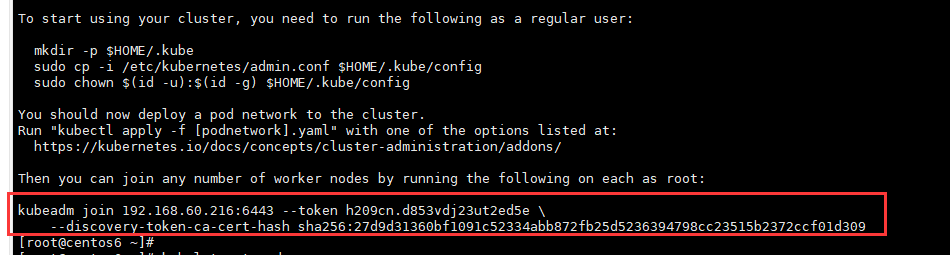 To start using your cluster, you need to run the following as a regular user:
mkdir -p $HOME/.kube
sudo cp -i /etc/kubernetes/admin.conf $HOME/.kube/config
sudo chown $(id -u):$(id -g) $HOME/.kube/config
You should now deploy a pod network to the cluster.
Run "kubectl apply -f [podnetwork].yaml" with one of the options listed at:
https://kubernetes.io/docs/concepts/cluster-administration/addons/
Then you can join any number of worker nodes by running the following on each as root:
kubeadm join 192.168.60.216:6443 --token h209cn.d853vdj23ut2ed5e \
--discovery-token-ca-cert-hash sha256:27d9d31360bf1091c52334abb872fb25d5236394798cc23515b2372ccf01d309
[root@centos6 ~]#